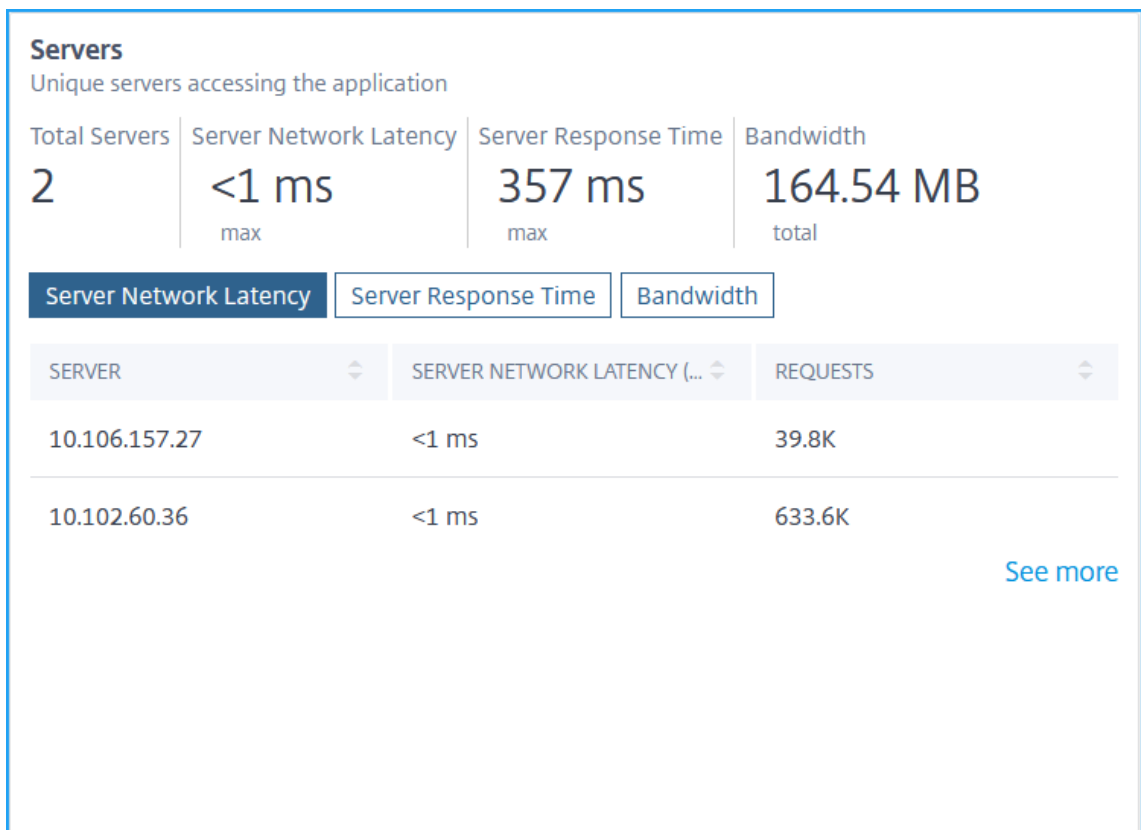 Servers
Unique servers accessing the application
Total Servers Server Network Latency Server Response Time Bandwidth
2 <1 ms 357 ms 164.54 MB
max max total
Server Network Latency Server Response Time Bandwidth
SERVER SERVER NETWORK LATENCY (... REQUESTS
10.106.157.27 <1 ms 39.8K
10.102.60.36 <1 ms 633.6K
See more